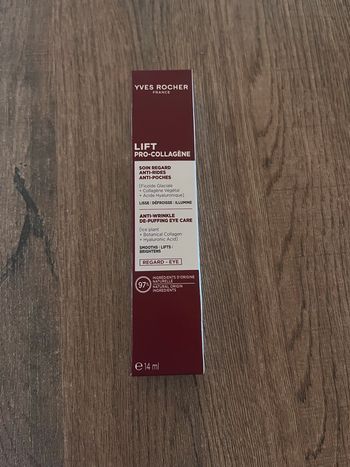 YVES ROCHER
FRANCE
LIFT
PRO-COLLAGÈNE
SOIN REGARD
ANTI-RIDES
ANTI-POCHES
[Ficoïde Glaciale
+ Collagène Végétal
+ Acide Hyaluronique]
LISSE | DÉFROISSE | ILLUMINE
ANTI-WRINKLE
DE-PUFFING EYE CARE
[Ice plant
+ Botanical Collagen
+ Hyaluronic Acid]
SMOOTHS | LIFTS |
BRIGHTENS
REGARD - EYE
97%
INGRÉDIENTS D'ORIGINE
NATURELLE
NATURAL ORIGIN
INGREDIENTS
℮ 14 ml